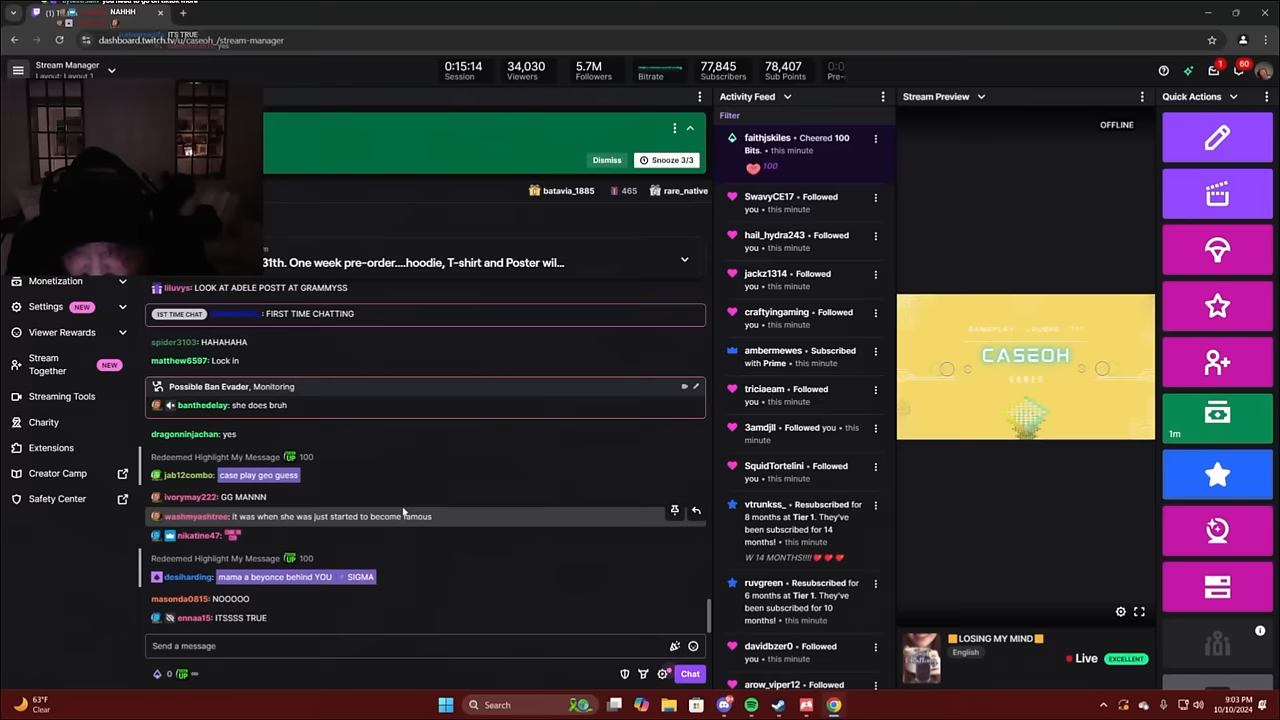 NAHHH
ITS TRUE
yes
dashboard.twitch.tv/u/caseoh_/stream-manager
Stream Manager
Layout: Layout 1
0:15:14
Session
34,030
Viewers
5.7M
Followers
Bitrate
77,845
Subscribers
78,407
Sub Points
0:0
Pre-
1
60
Activity Feed
Stream Preview
Quick Actions
Filter
Dismiss
Snooze 3/3
batavia_1885
465
rare_native
31th. One week pre-order....hoodie, T-shirt and Poster wil...
Monetization
Settings NEW
Viewer Rewards
Stream Together NEW
Streaming Tools
Charity
Extensions
Creator Camp
Safety Center
liluvys: LOOK AT ADELE POSTT AT GRAMMYSS
1ST TIME CHAT : FIRST TIME CHATTING
spider3103: HAHAHAHA
matthew6597: Lock in
Possible Ban Evader, Monitoring
banthedelay: she does bruh
dragonninjachan: yes
Redeemed Highlight My Message 100
jab12combo: case play geo guess
ivorymay222: GG MANNN
washmyashtree: it was when she was just started to become famous
nikatine47:
Redeemed Highlight My Message 100
desiharding: mama a beyonce behind YOU SIGMA
masonda0815: NOOOOO
ennaa15: ITSSSS TRUE
Send a message
0
Chat
faithjskiles • Cheered 100
Bits. • this minute
100
SwavyCE17 • Followed
you • this minute
hail_hydra243 • Followed
you • this minute
jackz1314 • Followed
you • this minute
craftyingaming • Followed
you • this minute
ambermewes • Subscribed
with Prime • this minute
triciaeam • Followed
you • this minute
3amdjll • Followed you • this
minute
SquidTortelini • Followed
you • this minute
vtrunkss_ • Resubscribed for
8 months at Tier 1. They've
been subscribed for 14
months! • this minute
W 14 MONTHS!!!!
ruvgreen • Resubscribed for
6 months at Tier 1. They've
been subscribed for 10
months! • this minute
davidbzer0 • Followed
you • this minute
arow_viper12 • Followed
OFFLINE
CASEOH
GAMES
LOSING MY MIND
English
Live
EXCELLENT
1m
63°F
Clear
Search
9:03 PM
10/10/2024